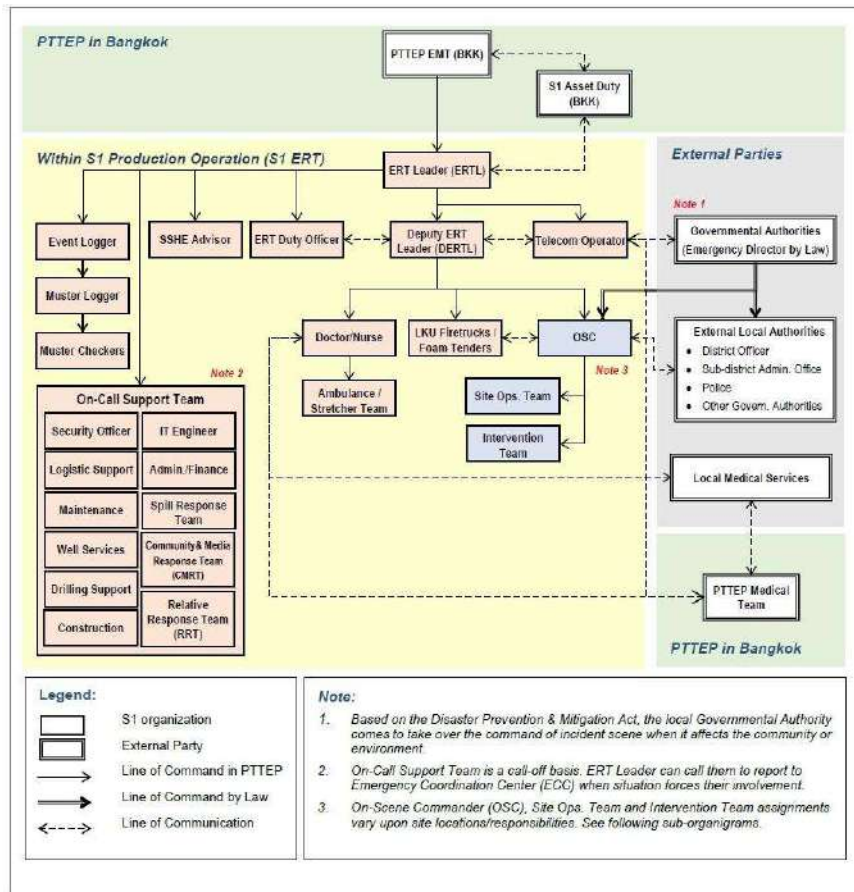 PTTEP in Bangkok
PTTEP EMT (BKK)
S1 Asset Duty
(BKK)
Within S1 Production Operation (S1 ERT)
External Parties
ERT Leader (ERTL)
Note 1
Event Logger
SSHE Advisor
ERT Duty Officer
Deputy ERT
Leader (DERTL)
Telecom Operator
Governmental Authorities
(Emergency Director by Law)
Muster Logger
Muster Checkers
Doctor/Nurse
LKU Firetrucks /
Foam Tenders
OSC
External Local Authorities
• District Officer
• Sub-district Admin. Office
• Police
• Other Govern. Authorities
Note 2
Note 3
On-Call Support Team
Ambulance /
Stretcher Team
Site Ops. Team
Intervention
Team
Security Officer
IT Engineer
Logistic Support
Admin./Finance
Local Medical Services
Maintenance
Spill Response
Team
Well Services
Community& Media
Response Team
(CMRT)
Drilling Support
Relative
Response Team
(RRT)
Construction
PTTEP Medical
Team
PTTEP in Bangkok
Legend:
S1 organization
External Party
Line of Command in PTTEP
Line of Command by Law
Line of Communication
Note:
1. Based on the Disaster Prevention & Mitigation Act, the local Governmental Authority
comes to take over the command of incident scene when it affects the community or
environment.
2. On-Call Support Team is a call-off basis. ERT Leader can call them to report to
Emergency Coordination Center (ECC) when situation forces their involvement.
3. On-Scene Commander (OSC), Site Ops. Team and Intervention Team assignments
vary upon site locations/responsibilities. See following sub-organigrams.